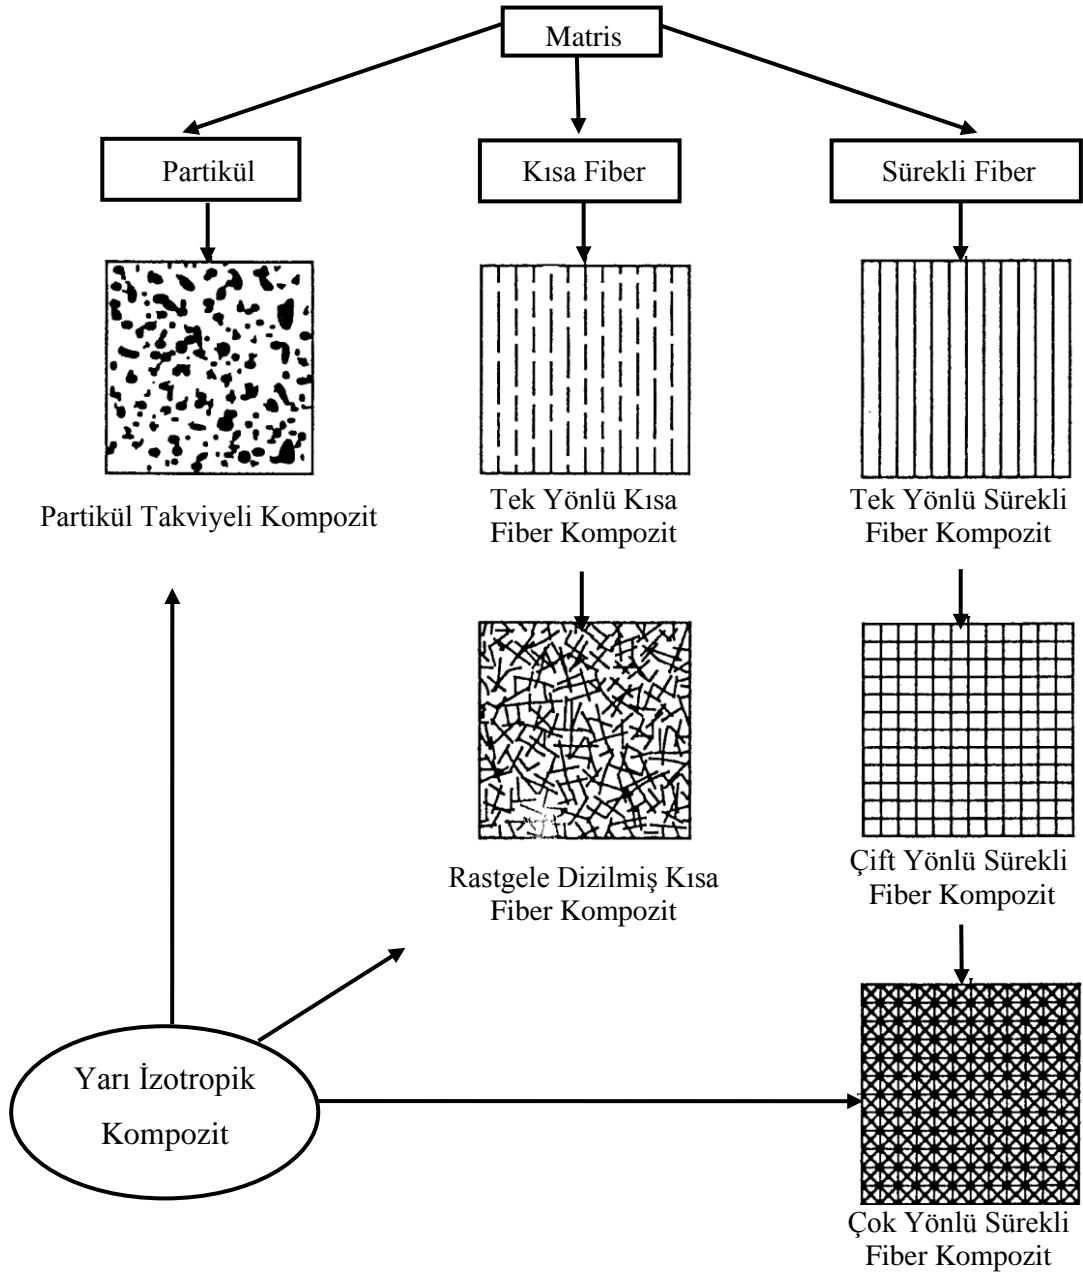 Matris
Partikül
Kısa Fiber
Sürekli Fiber
Partikül Takviyeli Kompozit
Tek Yönlü Kısa
Fiber Kompozit
Tek Yönlü Sürekli
Fiber Kompozit
Rastgele Dizilmiş Kısa
Fiber Kompozit
Çift Yönlü Sürekli
Fiber Kompozit
Yarı İzotropik
Kompozit
Çok Yönlü Sürekli
Fiber Kompozit